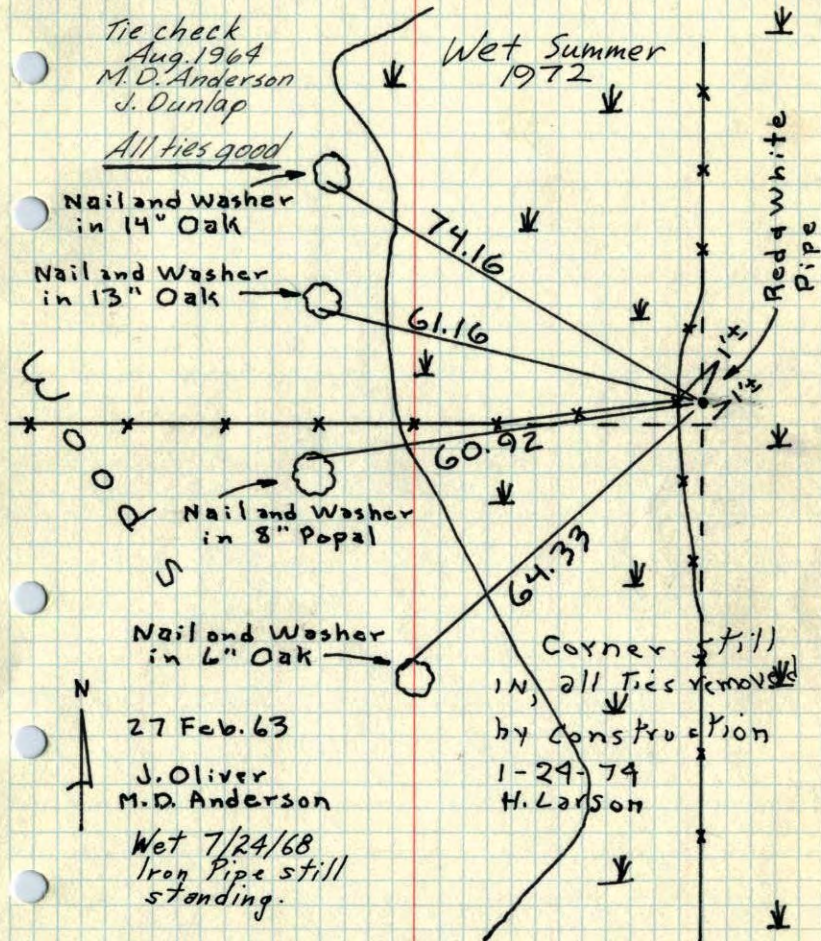 Tie check
Aug. 1964
M.D. Anderson
J. Dunlap
All ties good
Wet Summer
1972
Nail and Washer
in 14" Oak
74.16
Red & White
Pipe
Nail and Washer
in 13" Oak
61.16
1'±
1'±
Woods
60.92
Nail and Washer
in 8" Popal
64.33
Nail and Washer
in 6" Oak
N
27 Feb. 63
J. Oliver
M.D. Anderson
Wet 7/24/68
Iron Pipe still
standing.
Corner still
IN, all Ties removed
by Construction
1-24-74
H. Larson